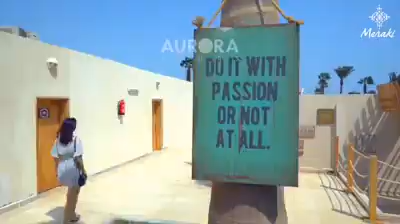 Meraki
AURORA
DO IT WITH
PASSION
OR NOT
AT ALL.